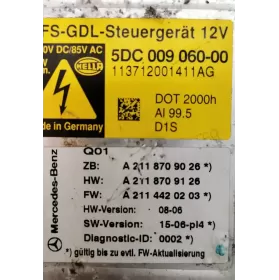 FS-GDL-Steuergerät 12V
0V DC/85V AC
5DC 009 060-00
HELLA
113712001411AG
DOT 2000h
Al 99.5
D1S
in Germany
Mercedes-Benz
Q01
ZB: A 211 870 90 26 *)
HW: A 211 870 91 26
FW: A 211 442 02 03 *)
HW-Version: 08-06
SW-Version: 15-06-pl4 *)
Diagnostic-ID: 0002 *)
*) gültig bis zu evtl. FW-Aktualisierung